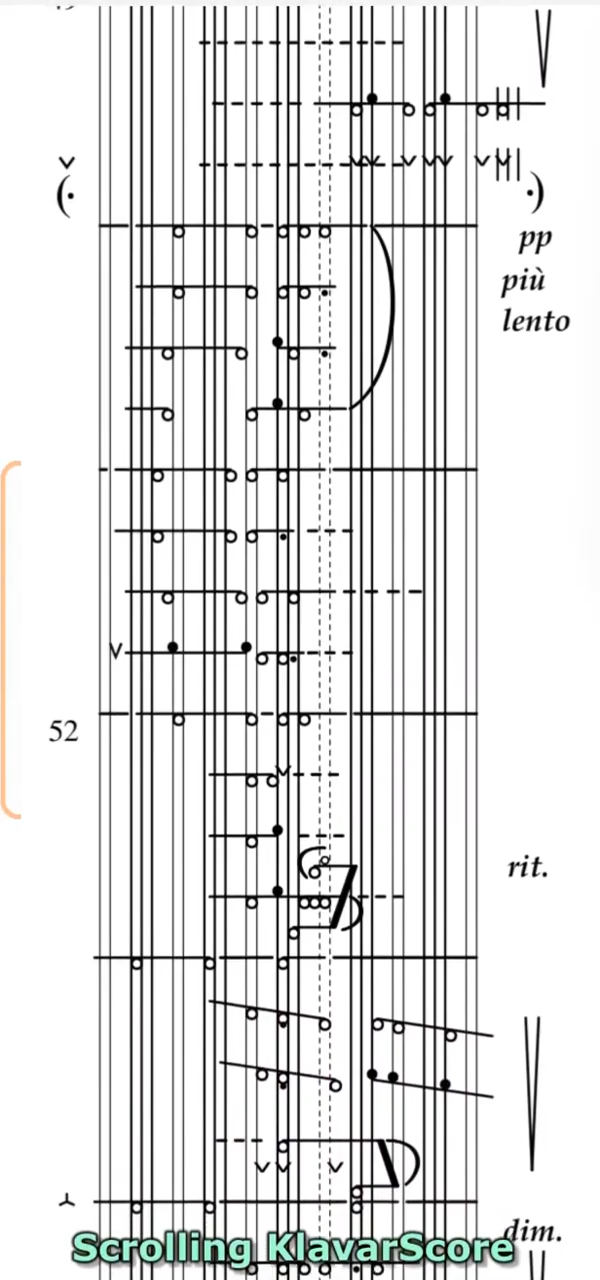 pp
più
lento
52
rit.
dim.
Scrolling KlavarScore